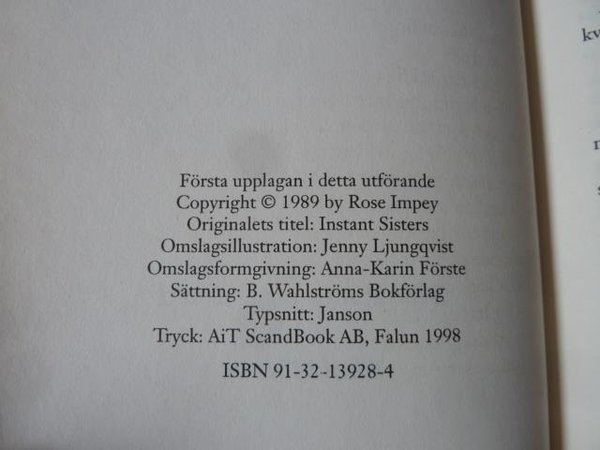 Första upplagan i detta utförande
Copyright © 1989 by Rose Impey
Originalets titel: Instant Sisters
Omslagsillustration: Jenny Ljungqvist
Omslagsformgivning: Anna-Karin Förste
Sättning: B. Wahlströms Bokförlag
Typsnitt: Janson
Tryck: AiT ScandBook AB, Falun 1998
ISBN 91-32-13928-4